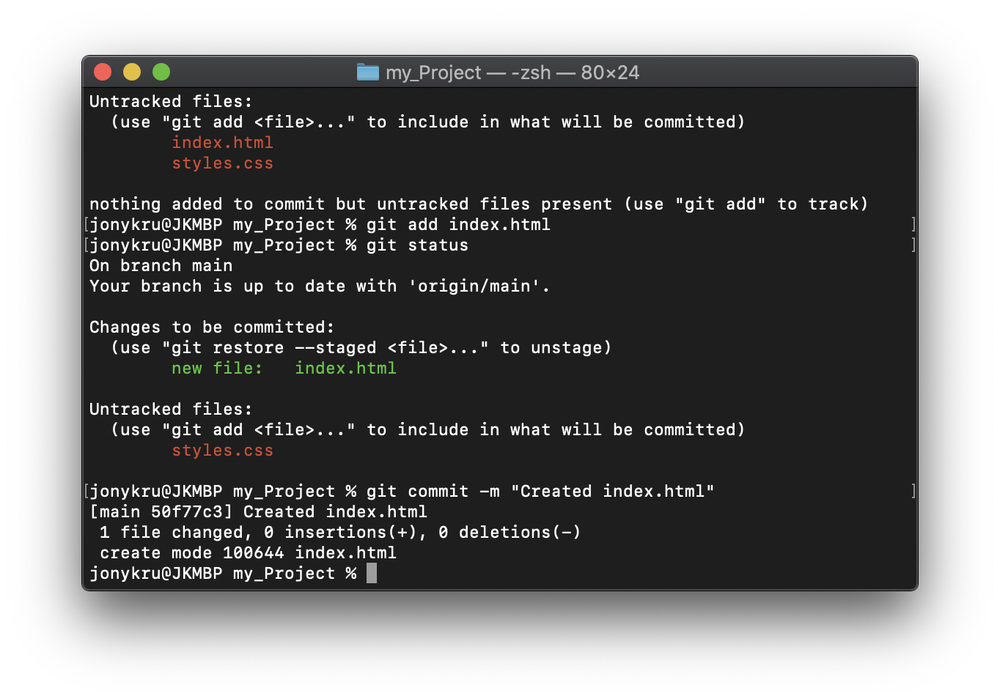 my_Project — -zsh — 80×24
Untracked files:
  (use "git add <file>..." to include in what will be committed)
        index.html
        styles.css

nothing added to commit but untracked files present (use "git add" to track)
[jonykru@JKMBP my_Project % git add index.html ]
[jonykru@JKMBP my_Project % git status ]
On branch main
Your branch is up to date with 'origin/main'.

Changes to be committed:
  (use "git restore --staged <file>..." to unstage)
        new file:   index.html

Untracked files:
  (use "git add <file>..." to include in what will be committed)
        styles.css

[jonykru@JKMBP my_Project % git commit -m "Created index.html" ]
[main 50f77c3] Created index.html
 1 file changed, 0 insertions(+), 0 deletions(-)
 create mode 100644 index.html
jonykru@JKMBP my_Project %